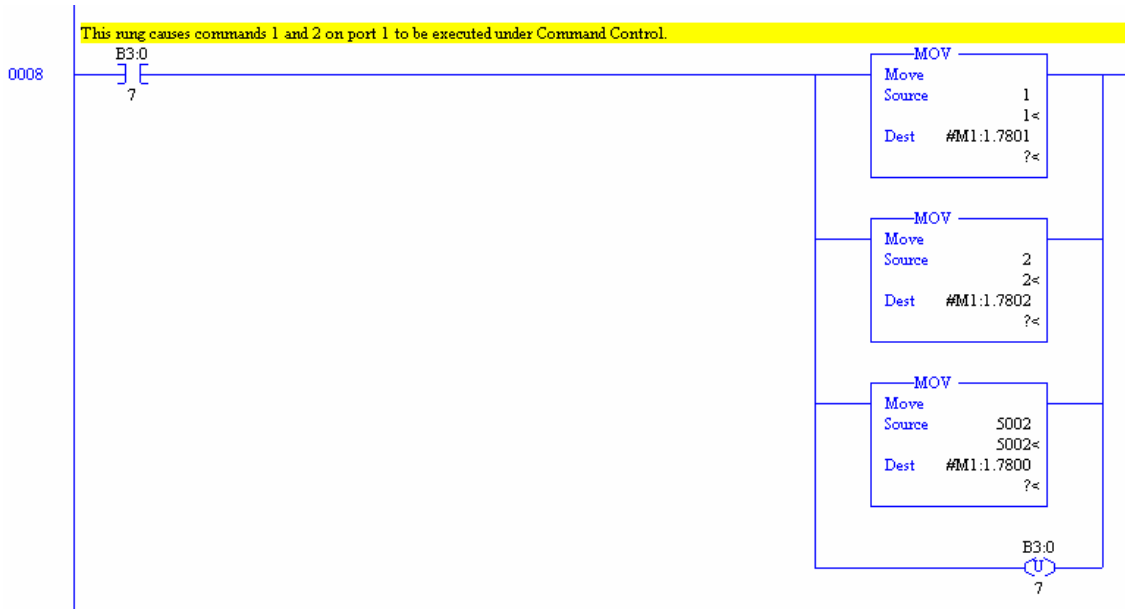 This rung causes commands 1 and 2 on port 1 to be executed under Command Control.
0008
B3:0
7
MOV
Move
Source 1
1<
Dest #M1:1.7801
?<
MOV
Move
Source 2
2<
Dest #M1:1.7802
?<
MOV
Move
Source 5002
5002<
Dest #M1:1.7800
?<
B3:0
U
7